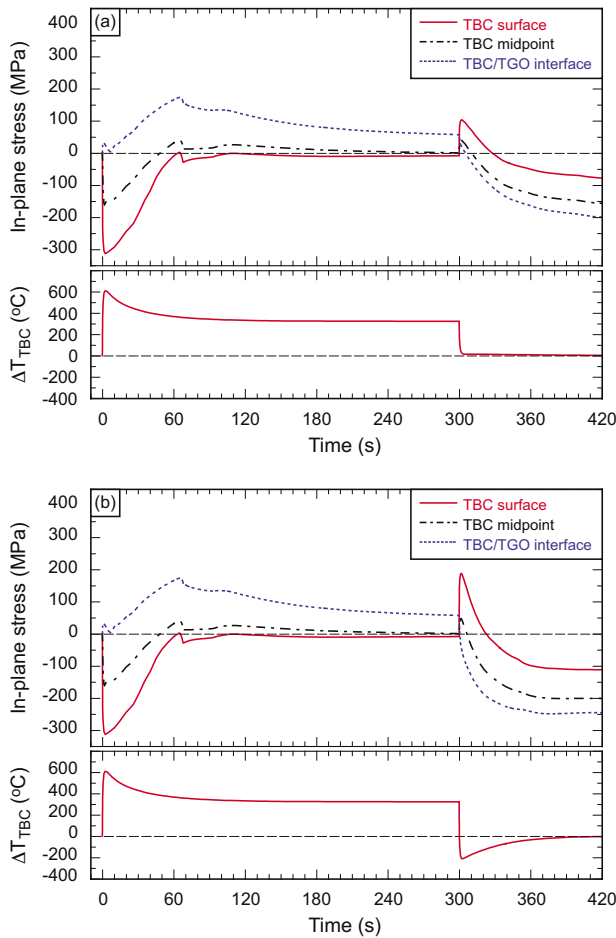 (a)
TBC surface
TBC midpoint
TBC/TGO interface
In-plane stress (MPa)
400
300
200
100
0
-100
-200
-300
ΔT_TBC (ºC)
600
400
200
0
-200
-400
0 60 120 180 240 300 360 420
Time (s)
(b)
TBC surface
TBC midpoint
TBC/TGO interface
In-plane stress (MPa)
400
300
200
100
0
-100
-200
-300
ΔT_TBC (ºC)
600
400
200
0
-200
-400
0 60 120 180 240 300 360 420
Time (s)